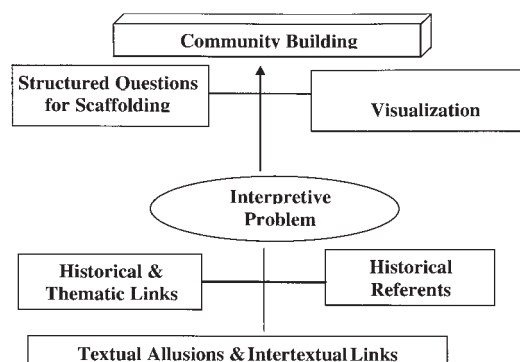 Community Building
Structured Questions
for Scaffolding
Visualization
Interpretive
Problem
Historical &
Thematic Links
Historical
Referents
Textual Allusions & Intertextual Links